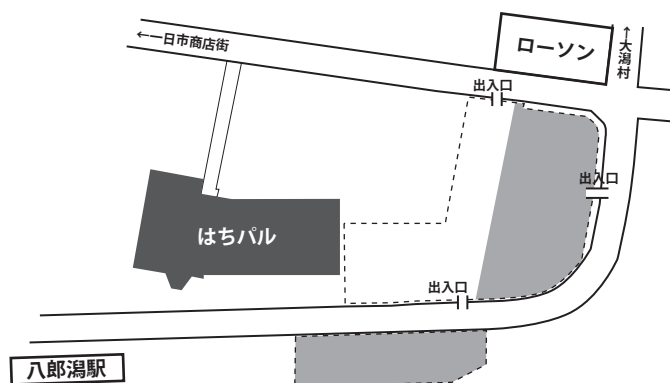 ←一日市商店街
ローソン
↑大潟村
出入口
出入口
はちパル
出入口
八郎潟駅